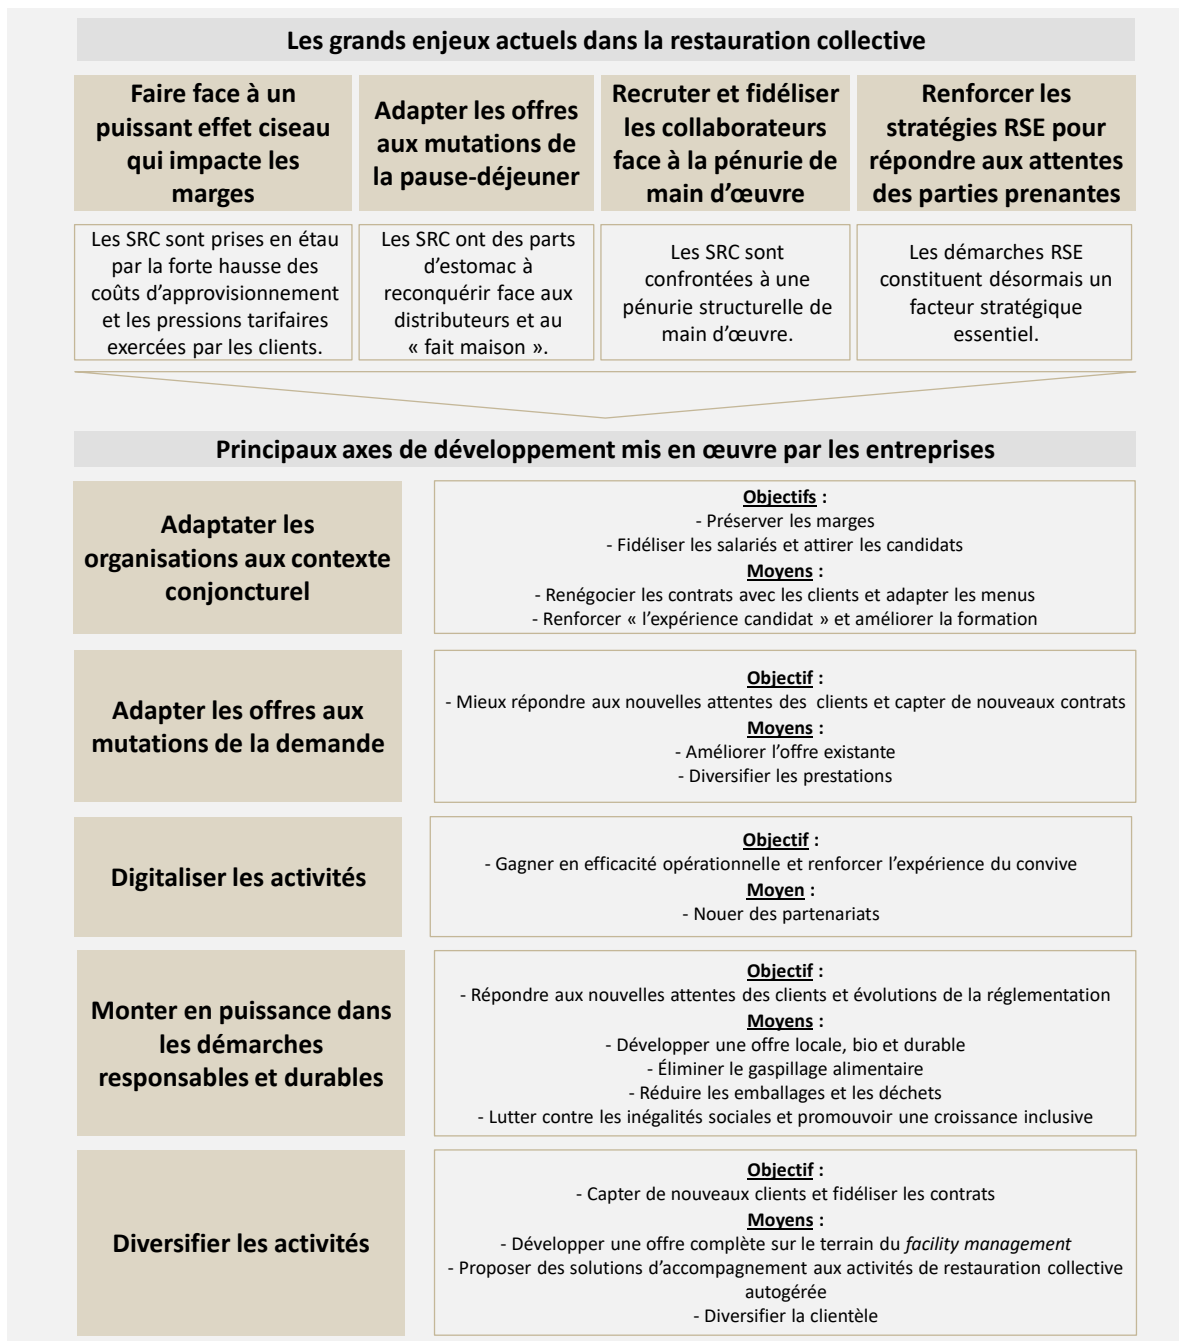 Les grands enjeux actuels dans la restauration collective
Faire face à un
puissant effet ciseau
qui impacte les
marges
Adapter les offres
aux mutations de
la pause-déjeuner
Recruter et fidéliser
les collaborateurs
face à la pénurie de
main d’œuvre
Renforcer les
stratégies RSE pour
répondre aux attentes
des parties prenantes
Les SRC sont prises en étau
par la forte hausse des
coûts d’approvisionnement
et les pressions tarifaires
exercées par les clients.
Les SRC ont des parts
d’estomac à
reconquérir face aux
distributeurs et au
« fait maison ».
Les SRC sont
confrontées à une
pénurie structurelle de
main d’œuvre.
Les démarches RSE
constituent désormais un
facteur stratégique
essentiel.
Principaux axes de développement mis en œuvre par les entreprises
Adaptater les
organisations aux contexte
conjoncturel
Objectifs :
- Préserver les marges
- Fidéliser les salariés et attirer les candidats
Moyens :
- Renégocier les contrats avec les clients et adapter les menus
- Renforcer « l’expérience candidat » et améliorer la formation
Adapter les offres aux
mutations de la demande
Objectif :
- Mieux répondre aux nouvelles attentes des clients et capter de nouveaux contrats
Moyens :
- Améliorer l’offre existante
- Diversifier les prestations
Digitaliser les activités
Objectif :
- Gagner en efficacité opérationnelle et renforcer l’expérience du convive
Moyen :
- Nouer des partenariats
Monter en puissance dans
les démarches
responsables et durables
Objectif :
- Répondre aux nouvelles attentes des clients et évolutions de la réglementation
Moyens :
- Développer une offre locale, bio et durable
- Éliminer le gaspillage alimentaire
- Réduire les emballages et les déchets
- Lutter contre les inégalités sociales et promouvoir une croissance inclusive
Diversifier les activités
Objectif :
- Capter de nouveaux clients et fidéliser les contrats
Moyens :
- Développer une offre complète sur le terrain du facility management
- Proposer des solutions d’accompagnement aux activités de restauration collective
autogérée
- Diversifier la clientèle